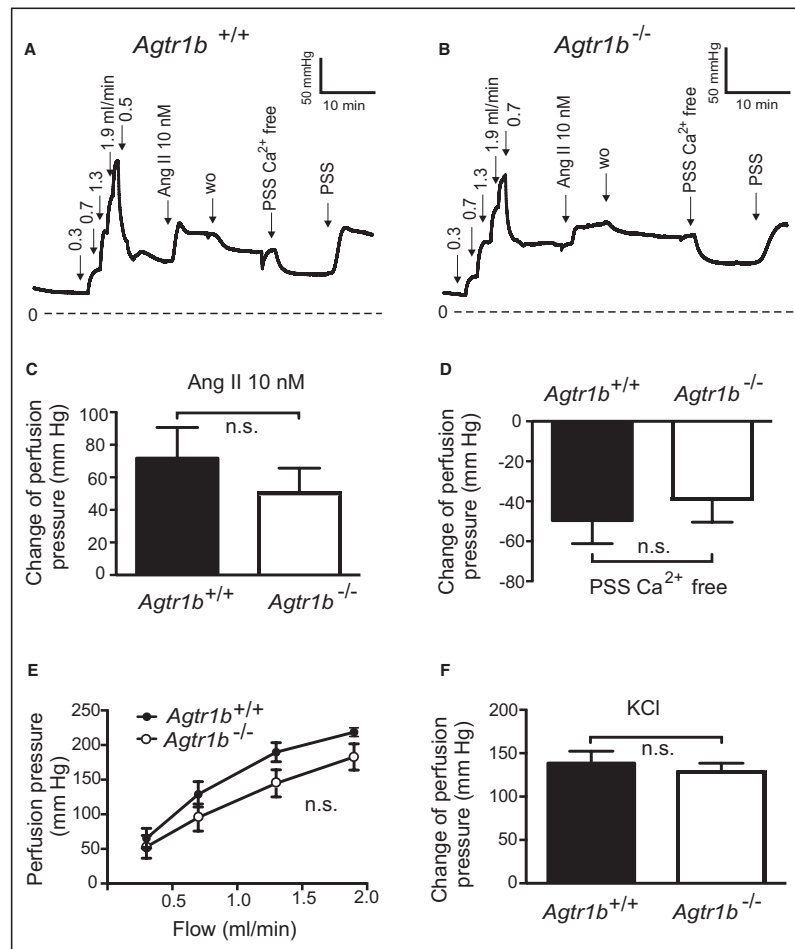 A
Agtr1b +/+
50 mmHg
10 min
0.3
0.7
1.3
1.9 ml/min
0.5
Ang II 10 nM
wo
PSS Ca2+ free
PSS
0
B
Agtr1b-/-
50 mmHg
10 min
0.3
0.7
1.3
1.9 ml/min
0.7
Ang II 10 nM
wo
PSS Ca2+ free
PSS
0
C
Ang II 10 nM
Change of perfusion
pressure (mm Hg)
100
80
60
40
20
0
n.s.
Agtr1b+/+
Agtr1b-/-
D
Agtr1b+/+
Agtr1b-/-
Change of perfusion
pressure (mm Hg)
0
-20
-40
-60
-80
n.s.
PSS Ca2+ free
E
Perfusion pressure
(mm Hg)
250
200
150
100
50
0
Agtr1b+/+
Agtr1b-/-
n.s.
0.5
1.0
1.5
2.0
Flow (ml/min)
F
KCl
Change of perfusion
pressure (mm Hg)
200
150
100
50
0
n.s.
Agtr1b+/+
Agtr1b-/-